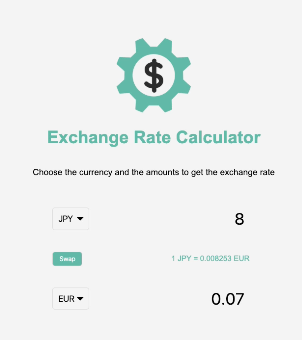 $
Exchange Rate Calculator
Choose the currency and the amounts to get the exchange rate
JPY 8
Swap 1 JPY = 0.008263 EUR
EUR 0.07